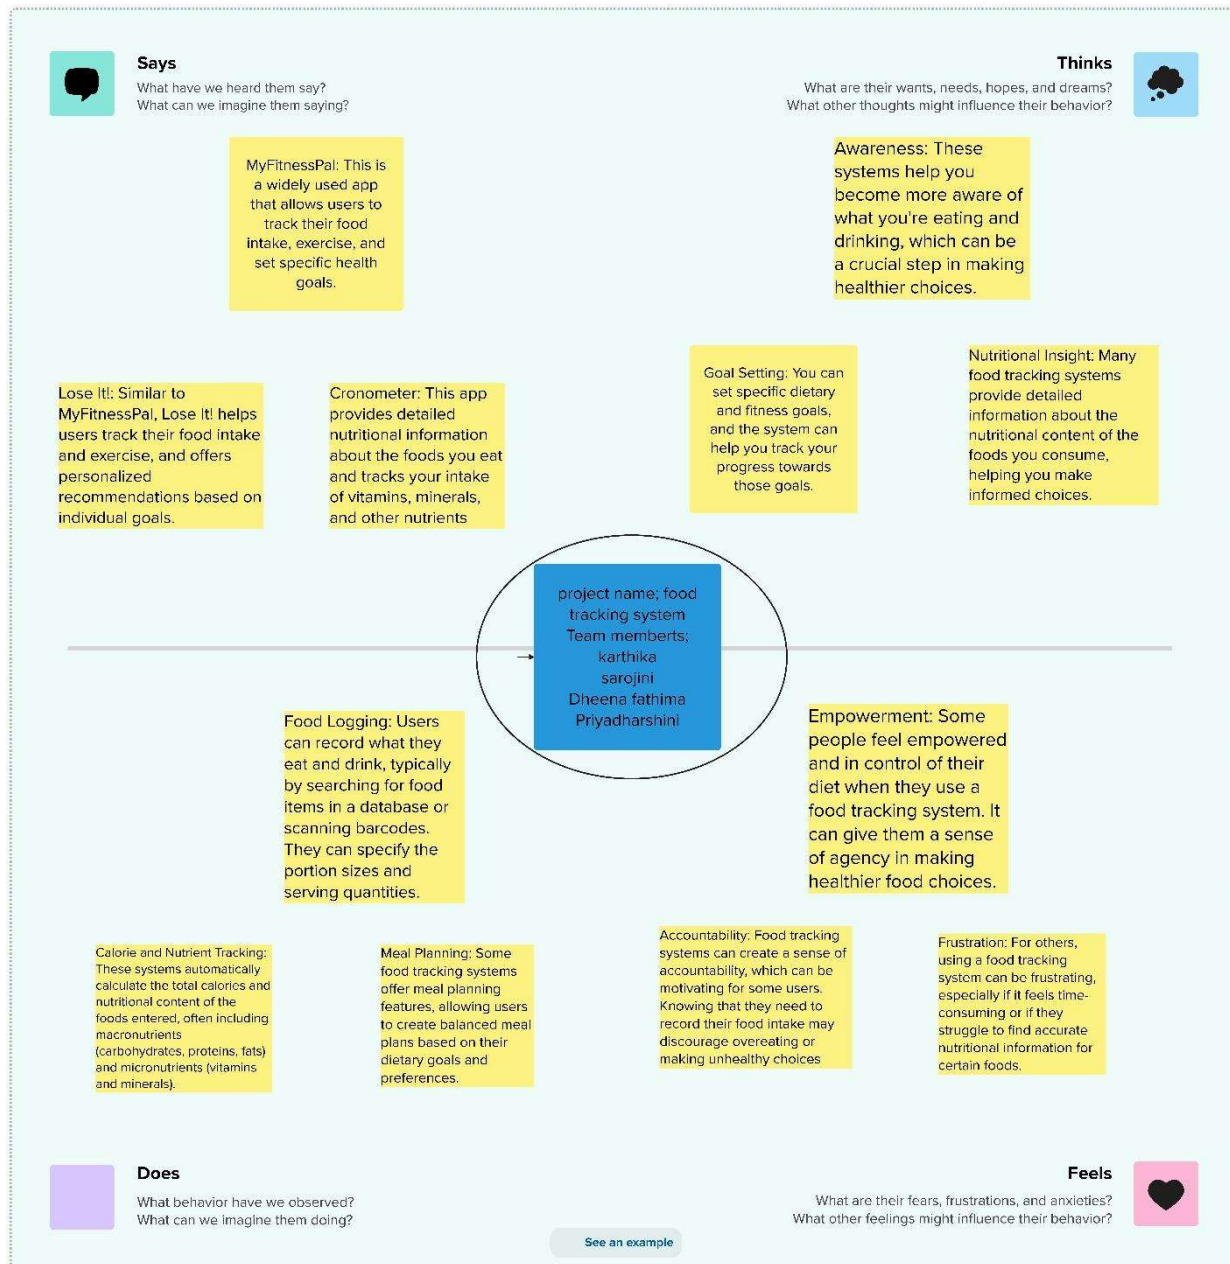 Says
What have we heard them say?
What can we imagine them saying?
Thinks
What are their wants, needs, hopes, and dreams?
What other thoughts might influence their behavior?
MyFitnessPal: This is
a widely used app
that allows users to
track their food
intake, exercise, and
set specific health
goals.
Awareness: These
systems help you
become more aware of
what you're eating and
drinking, which can be
a crucial step in making
healthier choices.
Lose It!: Similar to
MyFitnessPal, Lose It! helps
users track their food intake
and exercise, and offers
personalized
recommendations based on
individual goals.
Cronometer: This app
provides detailed
nutritional information
about the foods you eat
and tracks your intake
of vitamins, minerals,
and other nutrients
Goal Setting: You can
set specific dietary
and fitness goals,
and the system can
help you track your
progress towards
those goals.
Nutritional Insight: Many
food tracking systems
provide detailed
information about the
nutritional content of the
foods you consume,
helping you make
informed choices.
project name; food
tracking system
Team memberts;
karthika
sarojini
Dheena fathima
Priyadharshini
Food Logging: Users
can record what they
eat and drink, typically
by searching for food
items in a database or
scanning barcodes.
They can specify the
portion sizes and
serving quantities.
Empowerment: Some
people feel empowered
and in control of their
diet when they use a
food tracking system. It
can give them a sense
of agency in making
healthier food choices.
Calorie and Nutrient Tracking:
These systems automatically
calculate the total calories and
nutritional content of the
foods entered, often including
macronutrients
(carbohydrates, proteins, fats)
and micronutrients (vitamins
and minerals).
Meal Planning: Some
food tracking systems
offer meal planning
features, allowing users
to create balanced meal
plans based on their
dietary goals and
preferences.
Accountability: Food tracking
systems can create a sense of
accountability, which can be
motivating for some users.
Knowing that they need to
record their food intake may
discourage overeating or
making unhealthy choices
Frustration: For others,
using a food tracking
system can be frustrating,
especially if it feels time-
consuming or if they
struggle to find accurate
nutritional information for
certain foods.
Does
What behavior have we observed?
What can we imagine them doing?
Feels
What are their fears, frustrations, and anxieties?
What other feelings might influence their behavior?
See an example